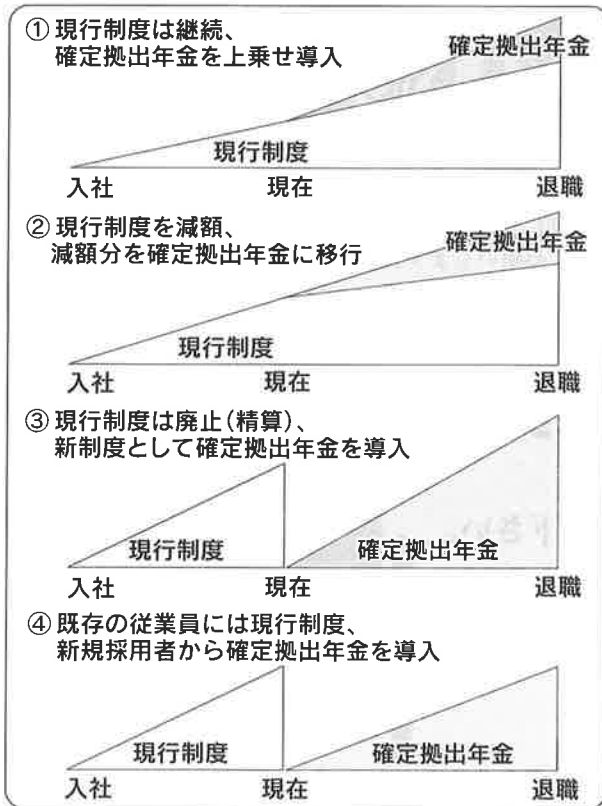 ① 現行制度は継続、
確定拠出年金を上乗せ導入
確定拠出年金
現行制度
入社 現在 退職
② 現行制度を減額、
減額分を確定拠出年金に移行
確定拠出年金
現行制度
入社 現在 退職
③ 現行制度は廃止(精算)、
新制度として確定拠出年金を導入
現行制度 確定拠出年金
入社 現在 退職
④ 既存の従業員には現行制度、
新規採用者から確定拠出年金を導入
現行制度 確定拠出年金
入社 現在 退職